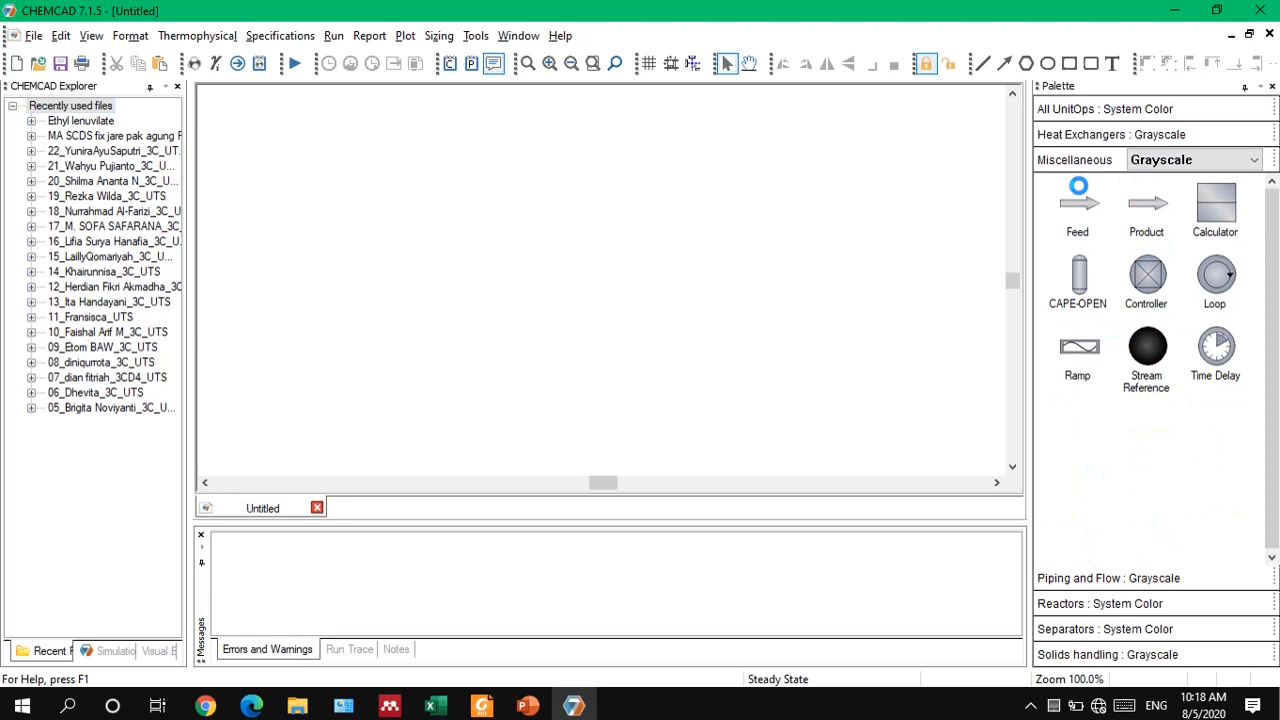 CHEMCAD 7.1.5 - [Untitled]
File Edit View Format Thermophysical Specifications Run Report Plot Sizing Tools Window Help
CHEMCAD Explorer
Recently used files
Ethyl lenuvilate
MA SCDS fix jare pak agung F
22_YuniraAyuSaputri_3C_UT
21_Wahyu Pujianto_3C_U...
20_Shilma Ananta N_3C_U...
19_Rezka Wilda_3C_UTS
18_Nurrahmad Al-Farizi_3C_U
17_M. SOFA SAFARANA_3C_
16_Lifia Surya Hanafia_3C_U...
15_LaillyQomariyah_3C_U...
14_Khairunnisa_3C_UTS
12_Herdian Fikri Akmadha_3C
13_Ita Handayani_3C_UTS
11_Fransisca_UTS
10_Faishal Arif M_3C_UTS
09_Etom BAW_3C_UTS
08_diniqurrota_3C_UTS
07_dian fitriah_3CD4_UTS
06_Dhevita_3C_UTS
05_Brigita Noviyanti_3C_U...
Recent F Simulatio Visual E
Untitled
Messages
Errors and Warnings Run Trace Notes
Palette
All UnitOps : System Color
Heat Exchangers : Grayscale
Miscellaneous Grayscale
Feed Product Calculator
CAPE-OPEN Controller Loop
Ramp Stream Reference Time Delay
Piping and Flow : Grayscale
Reactors : System Color
Separators : System Color
Solids handling : Grayscale
For Help, press F1 Steady State Zoom 100.0%
ENG 10:18 AM
8/5/2020